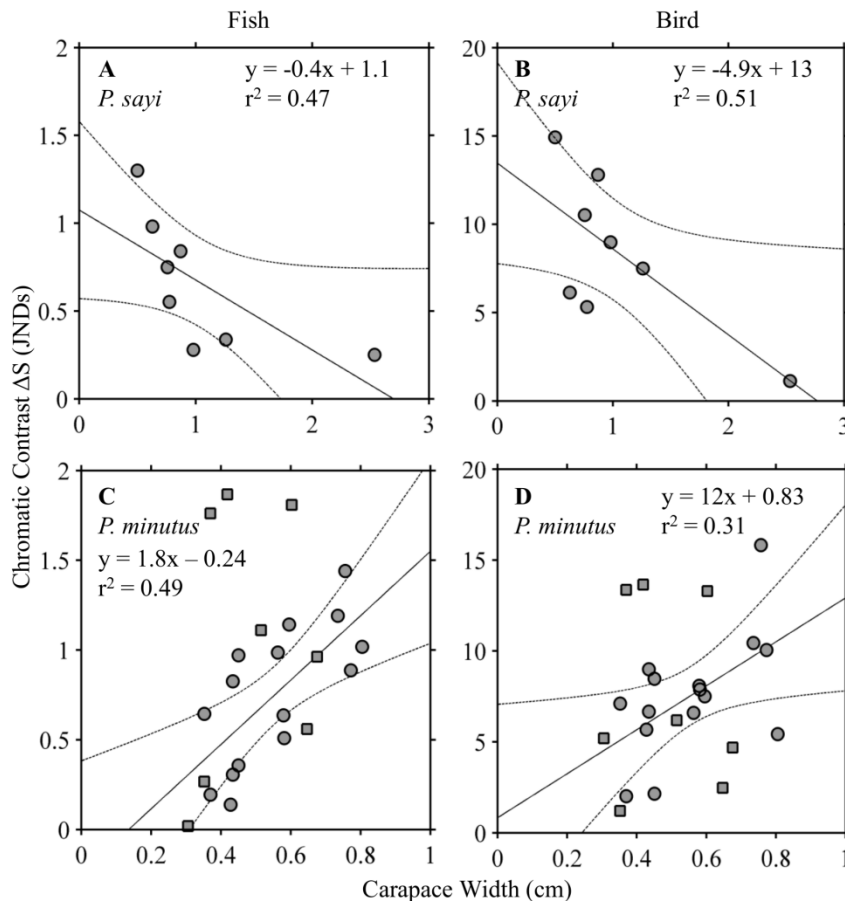 Fish
Bird
Chromatic Contrast ΔS (JNDs)
A
P. sayi
y = -0.4x + 1.1
r² = 0.47
2
1.5
1
0.5
0
0
1
2
3
B
P. sayi
y = -4.9x + 13
r² = 0.51
20
15
10
5
0
0
1
2
3
C
P. minutus
y = 1.8x – 0.24
r² = 0.49
2
1.5
1
0.5
0
0
0.2
0.4
0.6
0.8
1
D
P. minutus
y = 12x + 0.83
r² = 0.31
20
15
10
5
0
0
0.2
0.4
0.6
0.8
1
Carapace Width (cm)